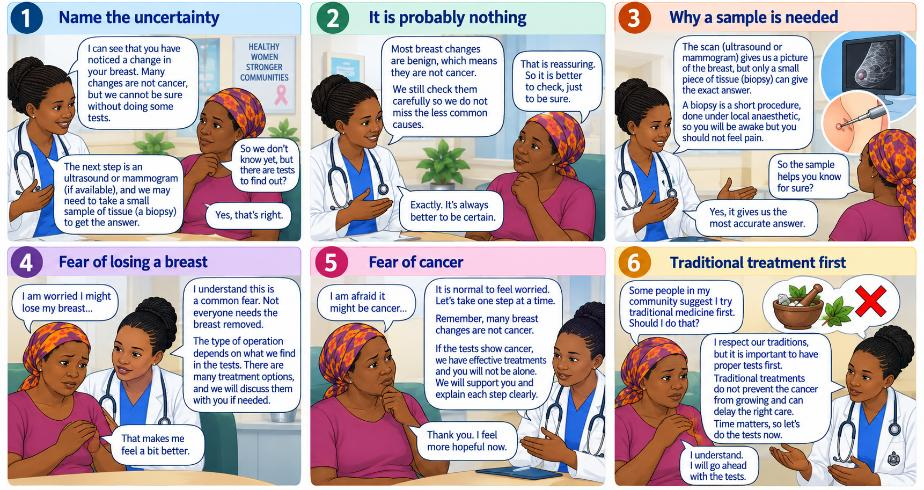 1 Name the uncertainty
I can see that you have
noticed a change in
your breast. Many
changes are not cancer,
but we cannot be sure
without doing some
tests.
HEALTHY
WOMEN
STRONGER
COMMUNITIES
So we don't
know yet, but
there are tests
to find out?
The next step is an
ultrasound or mammogram
(if available), and we may
need to take a small
sample of tissue (a biopsy)
to get the answer.
Yes, that's right.
2 It is probably nothing
Most breast changes
are benign, which means
they are not cancer.
We still check them
carefully so we do not
miss the less common
causes.
That is reassuring.
So it is better
to check, just
to be sure.
Exactly. It's always
better to be certain.
3 Why a sample is needed
The scan (ultrasound or
mammogram) gives us a picture
of the breast, but only a small
piece of tissue (biopsy) can give
the exact answer.
A biopsy is a short procedure,
done under local anaesthetic,
so you will be awake but you
should not feel pain.
So the sample
helps you know
for sure?
Yes, it gives us the
most accurate answer.
4 Fear of losing a breast
I am worried I might
lose my breast...
I understand this is
a common fear. Not
everyone needs the
breast removed.
The type of operation
depends on what we find
in the tests. There are
many treatment options,
and we will discuss them
with you if needed.
That makes me
feel a bit better.
5 Fear of cancer
I am afraid it
might be cancer...
It is normal to feel worried.
Let's take one step at a time.
Remember, many breast
changes are not cancer.
If the tests show cancer,
we have effective treatments
and you will not be alone.
We will support you and
explain each step clearly.
Thank you. I feel
more hopeful now.
6 Traditional treatment first
Some people in my
community suggest I try
traditional medicine first.
Should I do that?
I respect our traditions,
but it is important to have
proper tests first.
Traditional treatments
do not prevent the cancer
from growing and can
delay the right care.
Time matters, so let's
do the tests now.
I understand.
I will go ahead
with the tests.